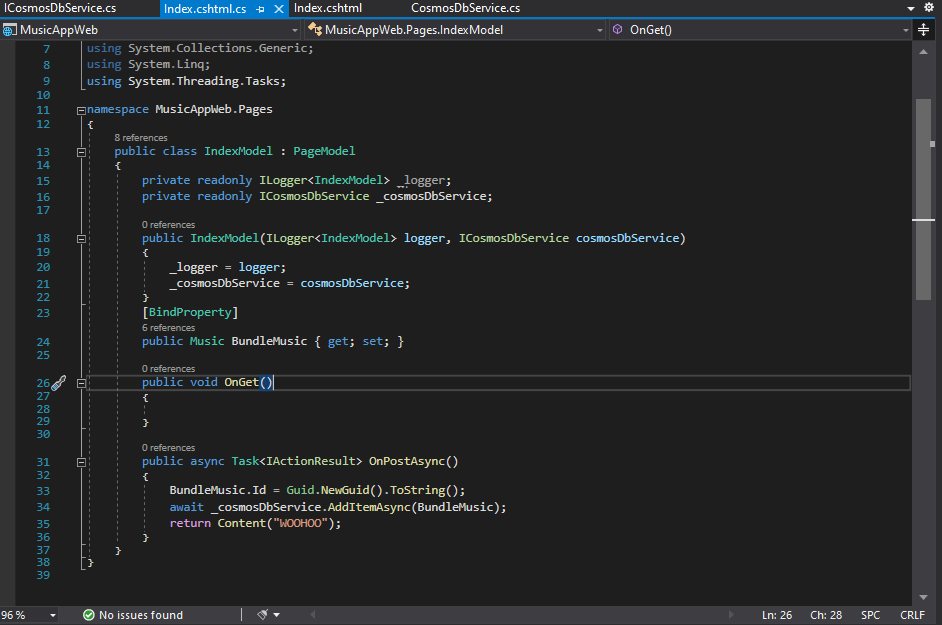 ICosmosDbService.cs Index.cshtml.cs Index.cshtml CosmosDbService.cs
MusicAppWeb MusicAppWeb.Pages.IndexModel OnGet()
7 using System.Collections.Generic;
8 using System.Linq;
9 using System.Threading.Tasks;
10
11 namespace MusicAppWeb.Pages
12 {
8 references
13 public class IndexModel : PageModel
14 {
15 private readonly ILogger<IndexModel> _logger;
16 private readonly ICosmosDbService _cosmosDbService;
17
0 references
18 public IndexModel(ILogger<IndexModel> logger, ICosmosDbService cosmosDbService)
19 {
20 _logger = logger;
21 _cosmosDbService = cosmosDbService;
22 }
23 [BindProperty]
6 references
24 public Music BundleMusic { get; set; }
25
0 references
26 public void OnGet()
27 {
28
29 }
30
0 references
31 public async Task<IActionResult> OnPostAsync()
32 {
33 BundleMusic.Id = Guid.NewGuid().ToString();
34 await _cosmosDbService.AddItemAsync(BundleMusic);
35 return Content("WOOHOO");
36 }
37 }
38 }
39
96 % No issues found Ln: 26 Ch: 28 SPC CRLF